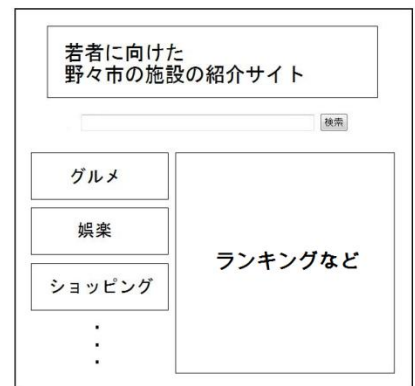 若者に向けた
野々市の施設の紹介サイト
検索
グルメ
娯楽
ショッピング
・
・
・
ランキングなど